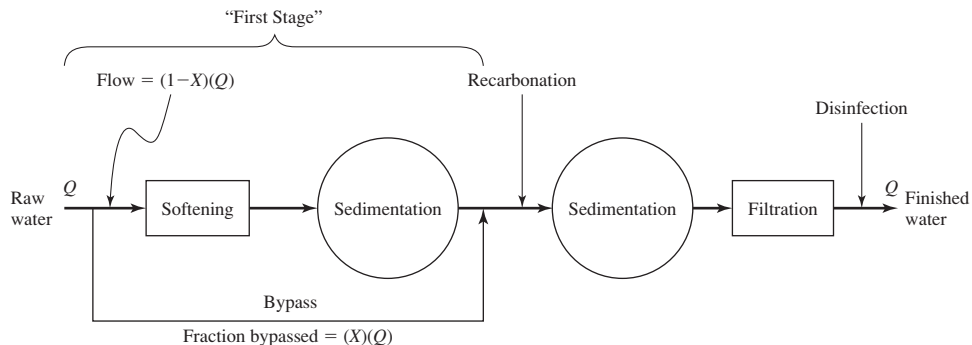 “First Stage”
Flow = (1−X)(Q)
Recarbonation
Disinfection
Raw
water
Q
Softening
Sedimentation
Sedimentation
Filtration
Q
Finished
water
Bypass
Fraction bypassed = (X)(Q)